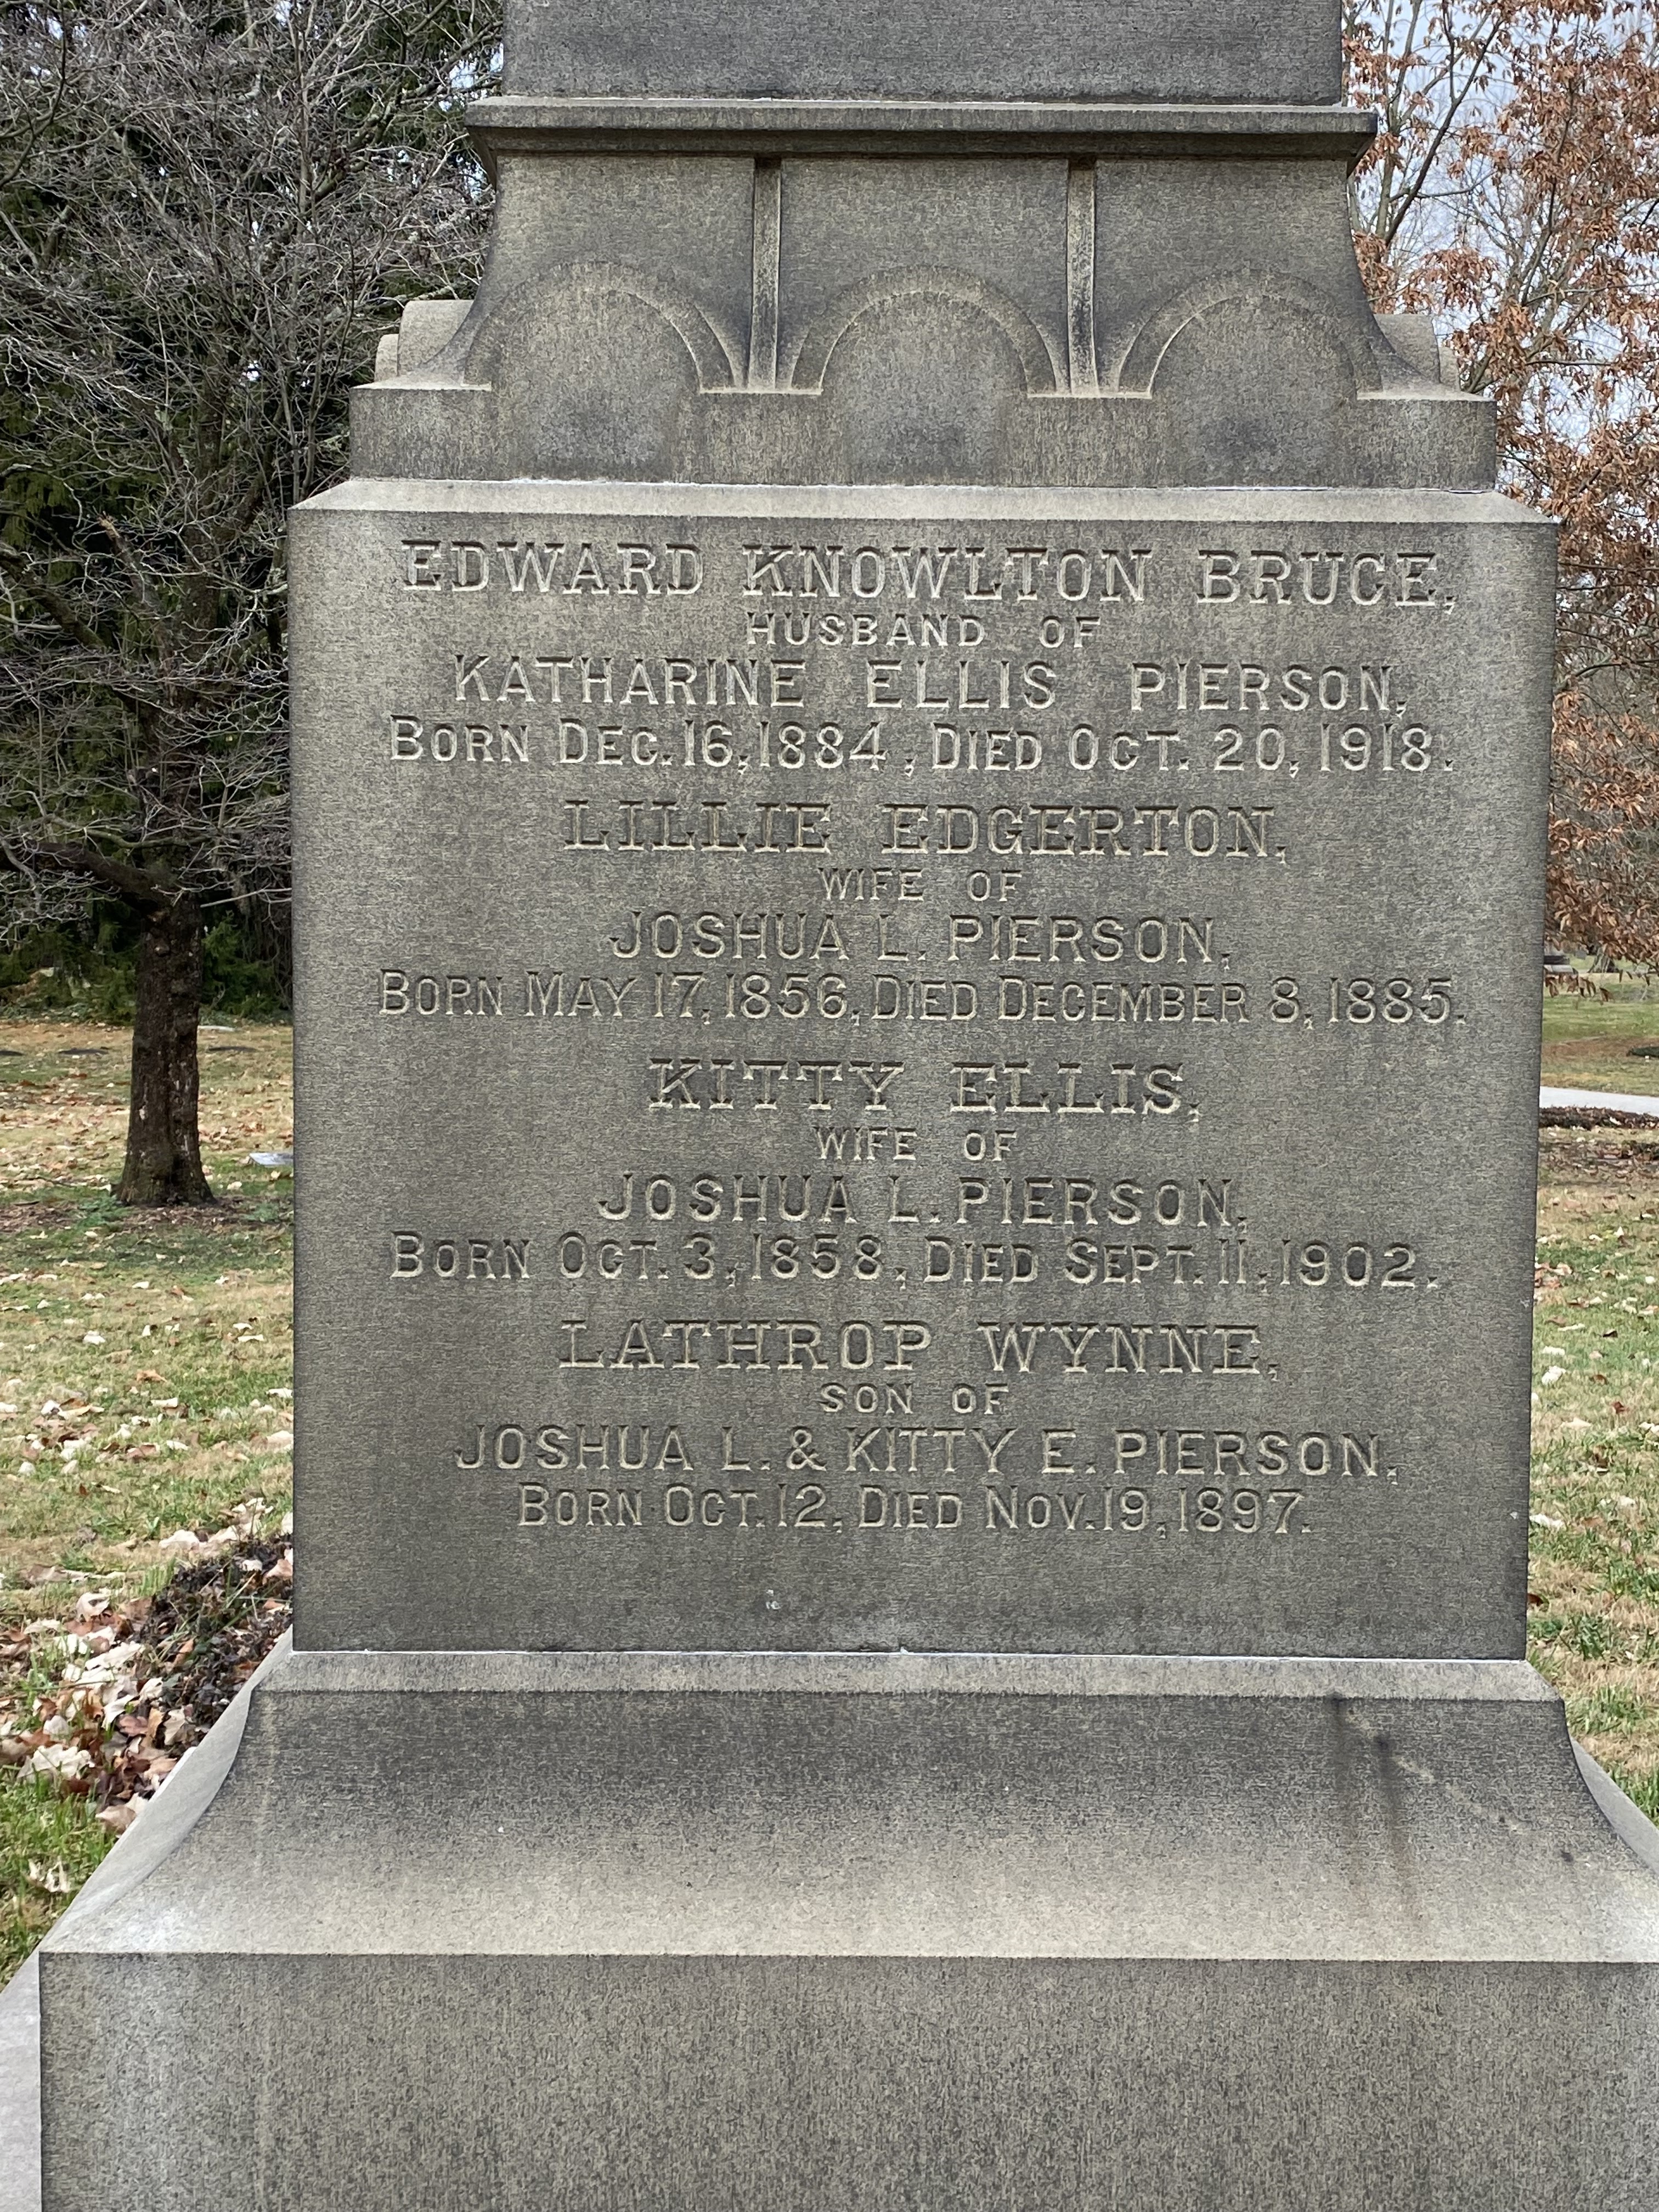 EDWARD KNOWLTON BRUCE,
HUSBAND OF
KATHARINE ELLIS PIERSON,
BORN DEC. 16, 1884, DIED OCT. 20, 1918.
LILLIE EDGERTON,
WIFE OF
JOSHUA L. PIERSON,
BORN MAY 17, 1856, DIED DECEMBER 8, 1885.
KITTY ELLIS,
WIFE OF
JOSHUA L. PIERSON,
BORN OCT. 3, 1858, DIED SEPT. 11, 1902.
LATHROP WYNNE,
SON OF
JOSHUA L. & KITTY E. PIERSON,
BORN OCT. 12, DIED NOV. 19, 1897.